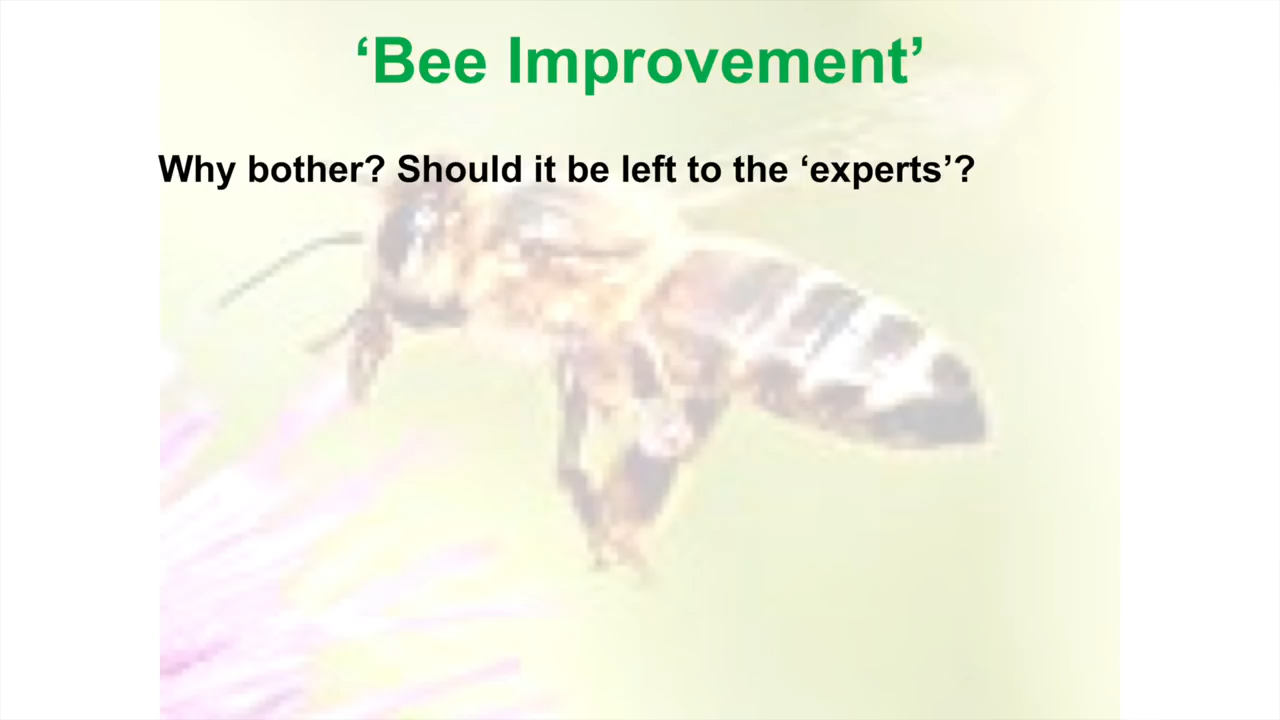 ‘Bee Improvement’
Why bother? Should it be left to the ‘experts’?